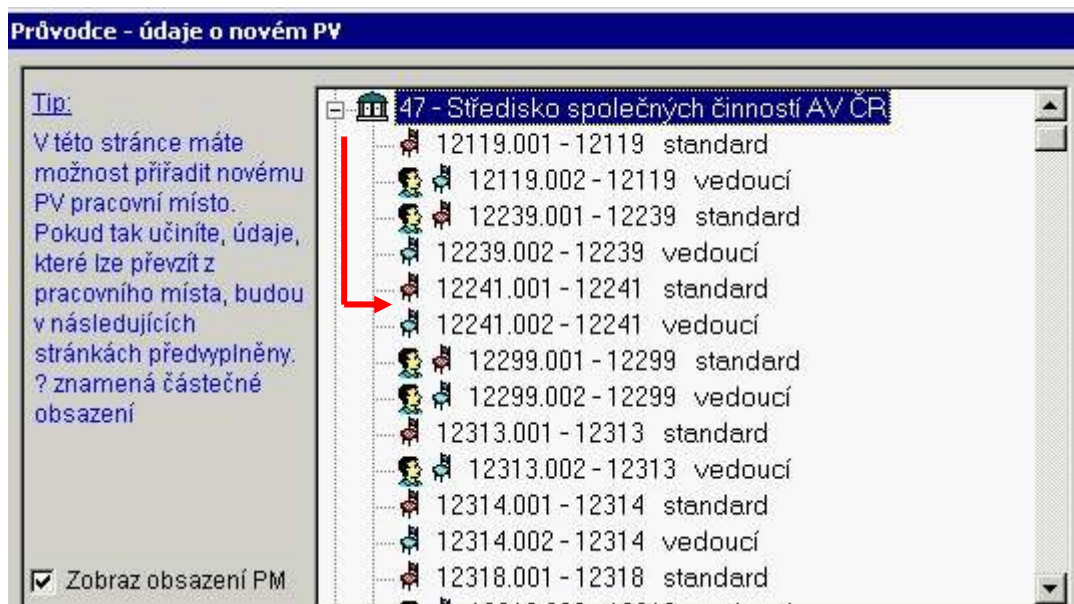 Průvodce - údaje o novém PV
Tip:
V této stránce máte
možnost přiřadit novému
PV pracovní místo.
Pokud tak učiníte, údaje,
které lze převzít z
pracovního místa, budou
v následujících
stránkách předvyplněny.
? znamená částečné
obsazení
Zobraz obsazení PM
47 - Středisko společných činností AV ČR
12119.001 - 12119 standard
12119.002 - 12119 vedoucí
12239.001 - 12239 standard
12239.002 - 12239 vedoucí
12241.001 - 12241 standard
12241.002 - 12241 vedoucí
12299.001 - 12299 standard
12299.002 - 12299 vedoucí
12313.001 - 12313 standard
12313.002 - 12313 vedoucí
12314.001 - 12314 standard
12314.002 - 12314 vedoucí
12318.001 - 12318 standard